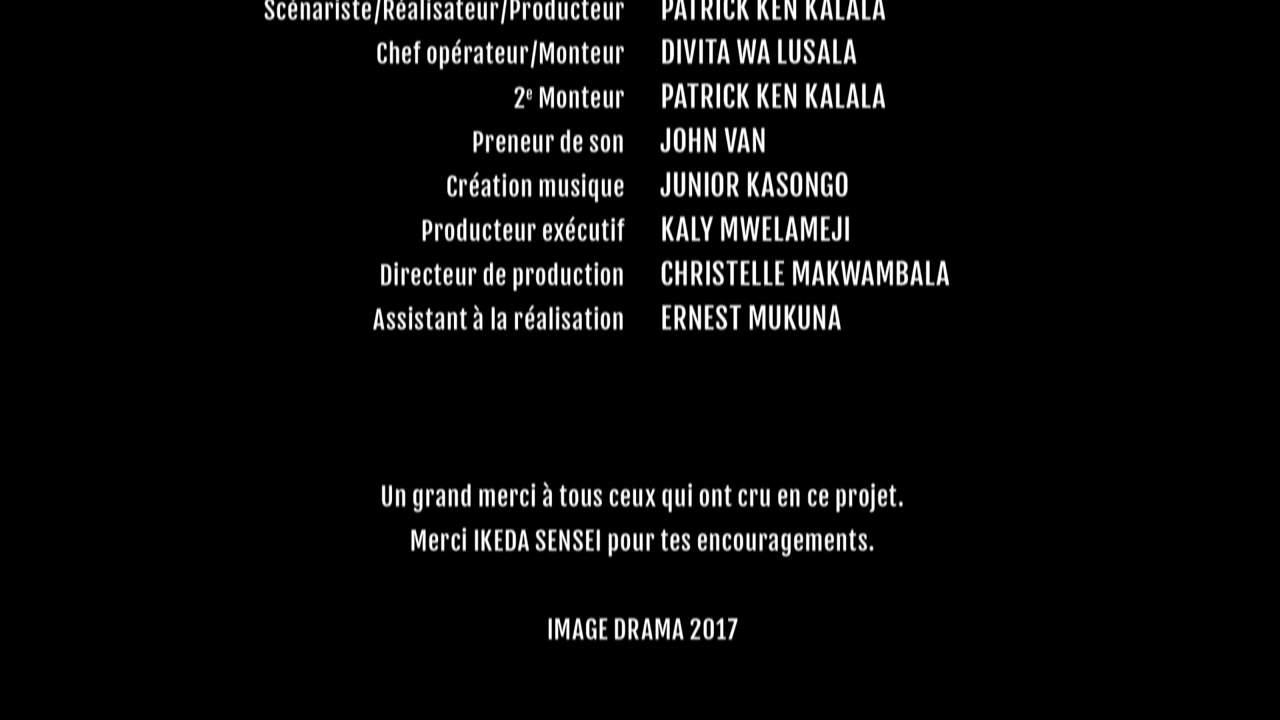 Scénariste/Réalisateur/Producteur PATRICK KEN KALALA
Chef opérateur/Monteur DIVITA WA LUSALA
2e Monteur PATRICK KEN KALALA
Preneur de son JOHN VAN
Création musique JUNIOR KASONGO
Producteur exécutif KALY MWELAMEJI
Directeur de production CHRISTELLE MAKWAMBALA
Assistant à la réalisation ERNEST MUKUNA
Un grand merci à tous ceux qui ont cru en ce projet.
Merci IKEDA SENSEI pour tes encouragements.
IMAGE DRAMA 2017